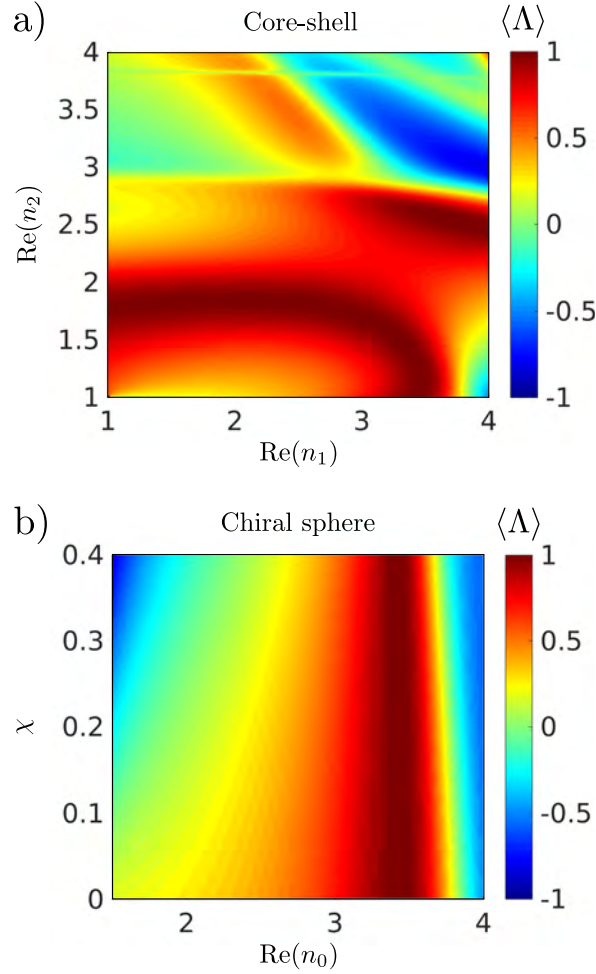 a) Core-shell ⟨Λ⟩
4
3.5
3
2.5
2
1.5
1
Re(n₂)
1 2 3 4
Re(n₁)
1
0.5
0
-0.5
-1
b) Chiral sphere ⟨Λ⟩
0.4
0.3
0.2
0.1
0
χ
2 3 4
Re(n₀)
1
0.5
0
-0.5
-1